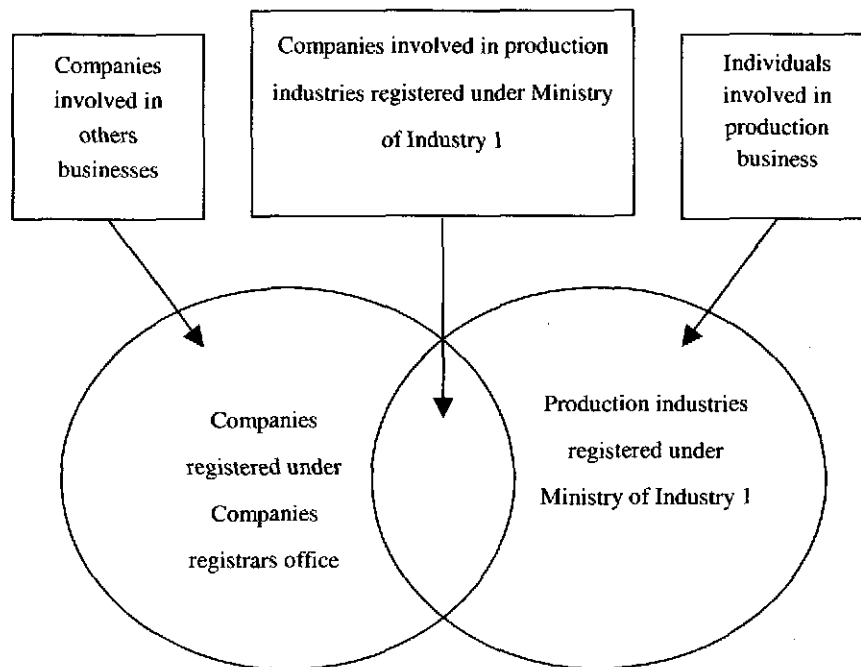 Companies
involved in
others
businesses
Companies involved in production
industries registered under Ministry
of Industry 1
Individuals
involved in
production
business
Companies
registered under
Companies
registrars office
Production industries
registered under
Ministry of Industry 1